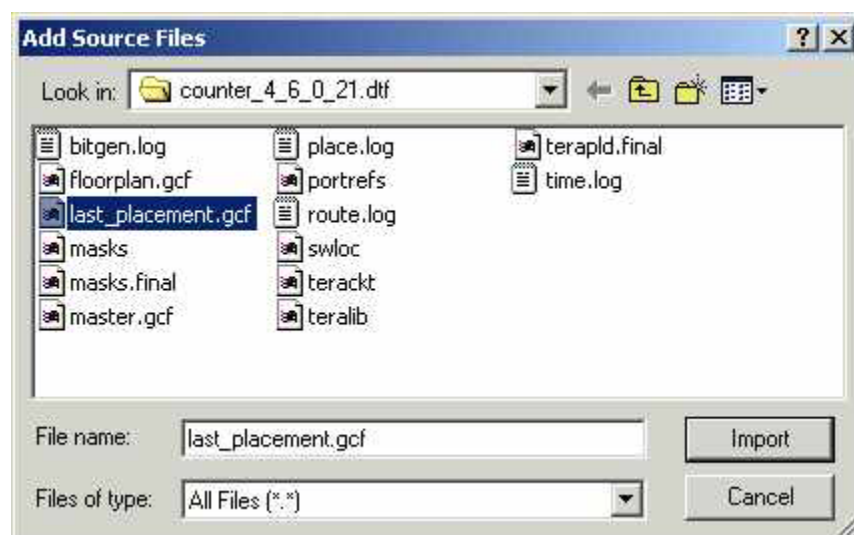 Add Source Files
Look in: counter_4_6_0_21.dtf
bitgen.log place.log terapld.final
floorplan.gcf portrefs time.log
last_placement.gcf route.log
masks swloc
masks.final terackt
master.gcf teralib
File name: last_placement.gcf Import
Files of type: All Files (*.*) Cancel